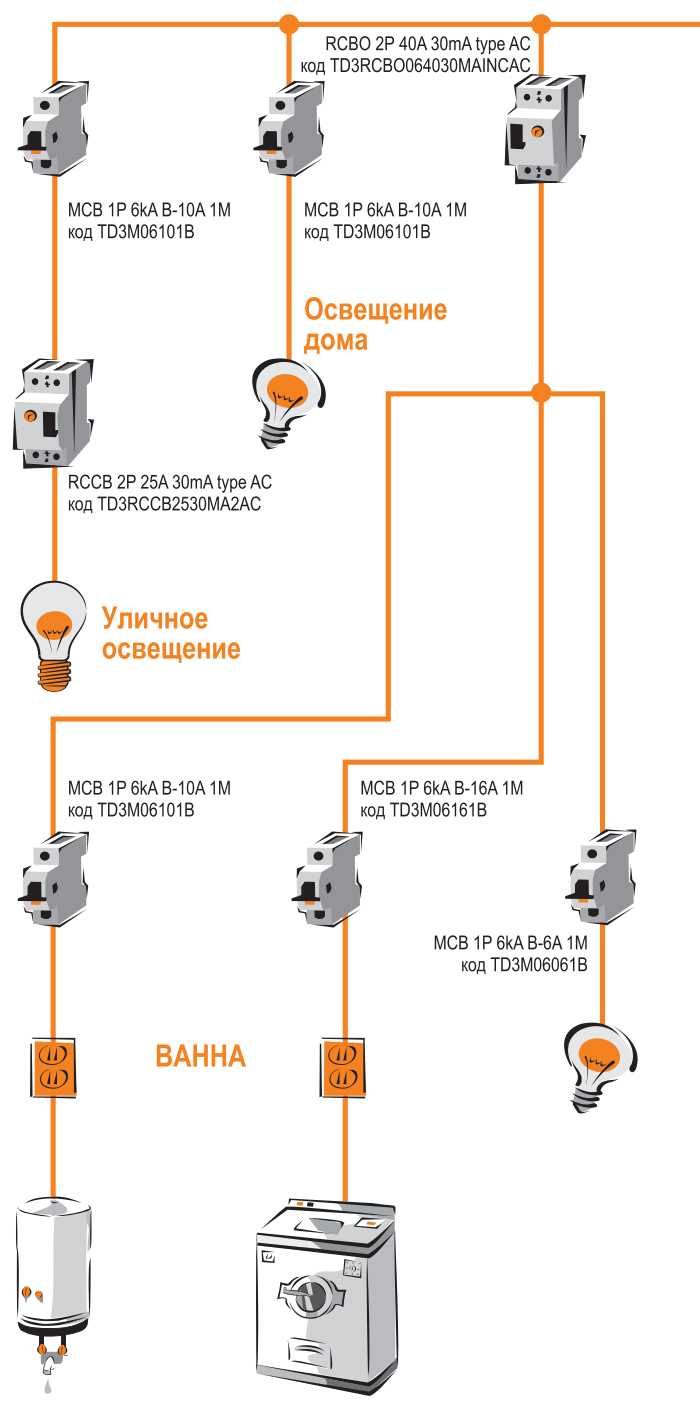 RCBO 2P 40A 30mA type AC
код TD3RCBO064030MAINCAC
MCB 1P 6kA B-10A 1M
код TD3M06101B
MCB 1P 6kA B-10A 1M
код TD3M06101B
Освещение
дома
RCCB 2P 25A 30mA type AC
код TD3RCCB2530MA2AC
Уличное
освещение
MCB 1P 6kA B-10A 1M
код TD3M06101B
MCB 1P 6kA B-16A 1M
код TD3M06161B
MCB 1P 6kA B-6A 1M
код TD3M06061B
ВАННА